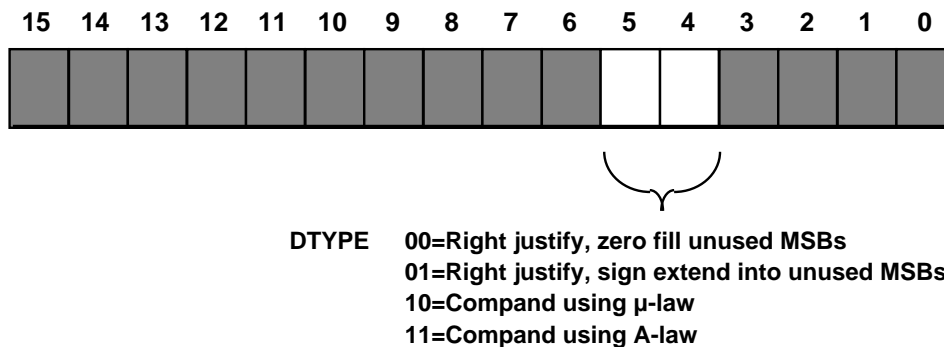 15 14 13 12 11 10 9 8 7 6 5 4 3 2 1 0
DTYPE 00=Right justify, zero fill unused MSBs
01=Right justify, sign extend into unused MSBs
10=Compand using µ-law
11=Compand using A-law